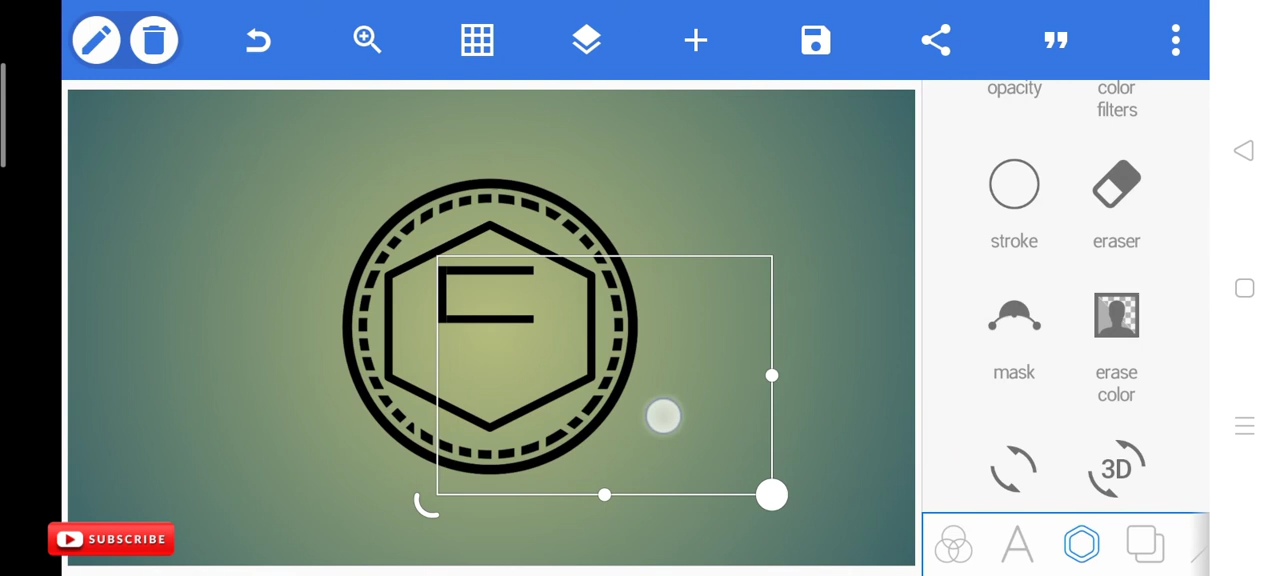 opacity
color
filters
stroke
eraser
mask
erase
color
3D
SUBSCRIBE